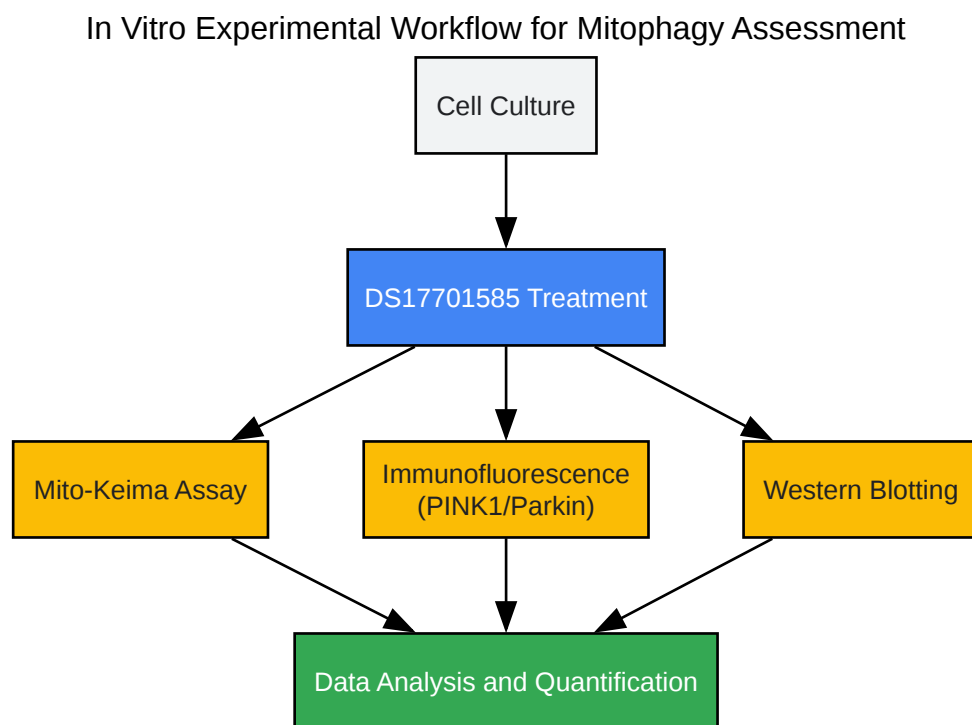 In Vitro Experimental Workflow for Mitophagy Assessment
Cell Culture
DS17701585 Treatment
Mito-Keima Assay
Immunofluorescence
(PINK1/Parkin)
Western Blotting
Data Analysis and Quantification